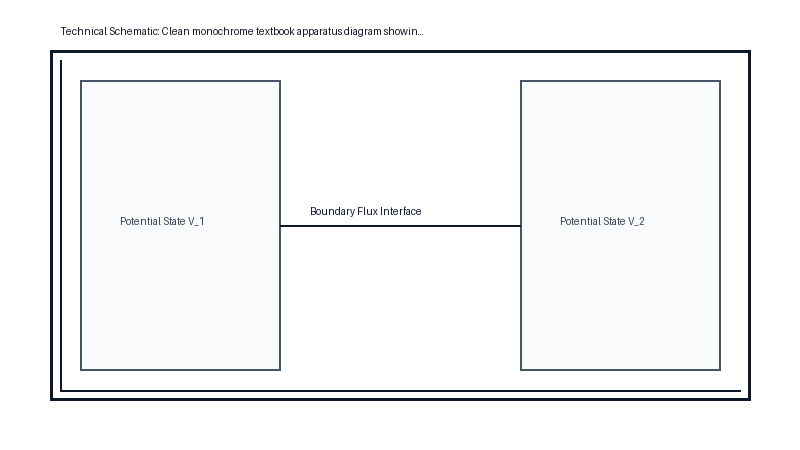 Technical Schematic: Clean monochrome textbook apparatus diagram showin...
Boundary Flux Interface
Potential State V_1
Potential State V_2